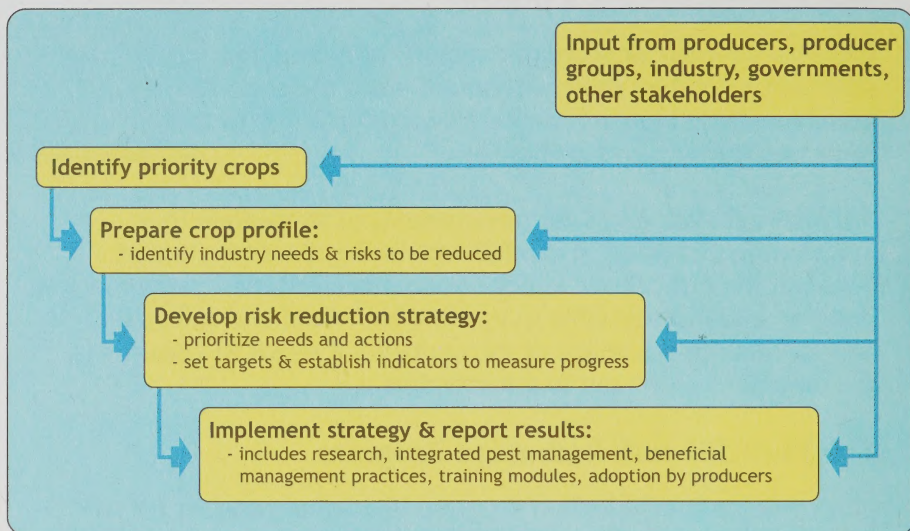 Input from producers, producer
groups, industry, governments,
other stakeholders
Identify priority crops
Prepare crop profile:
- identify industry needs & risks to be reduced
Develop risk reduction strategy:
- prioritize needs and actions
- set targets & establish indicators to measure progress
Implement strategy & report results:
- includes research, integrated pest management, beneficial
management practices, training modules, adoption by producers